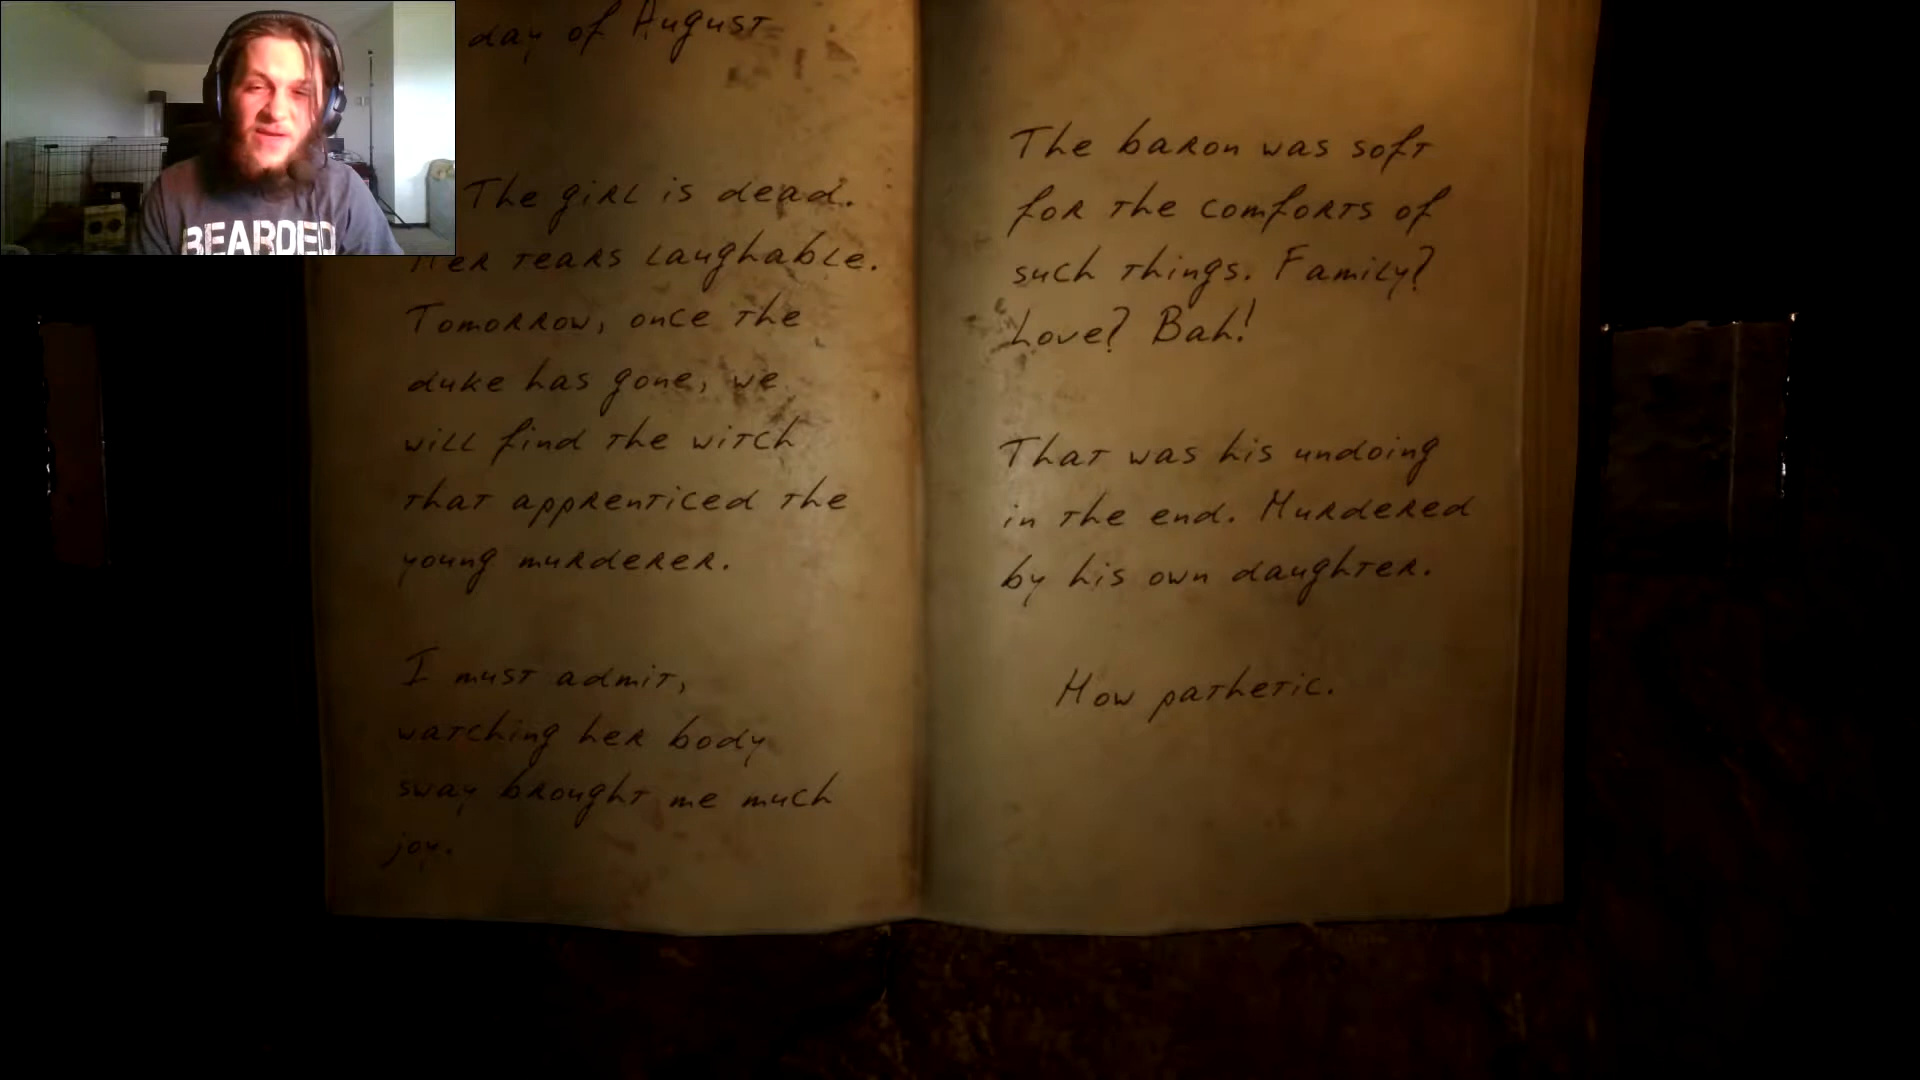 BEARDED
day of August
The girl is dead.
Her tears laughable.
Tomorrow, once the
duke has gone, we
will find the witch
that apprenticed the
young murderer.
I must admit,
watching her body
sway brought me much
joy.
The baron was soft
for the comforts of
such things. Family?
Love? Bah!
That was his undoing
in the end. Murdered
by his own daughter.
How pathetic.